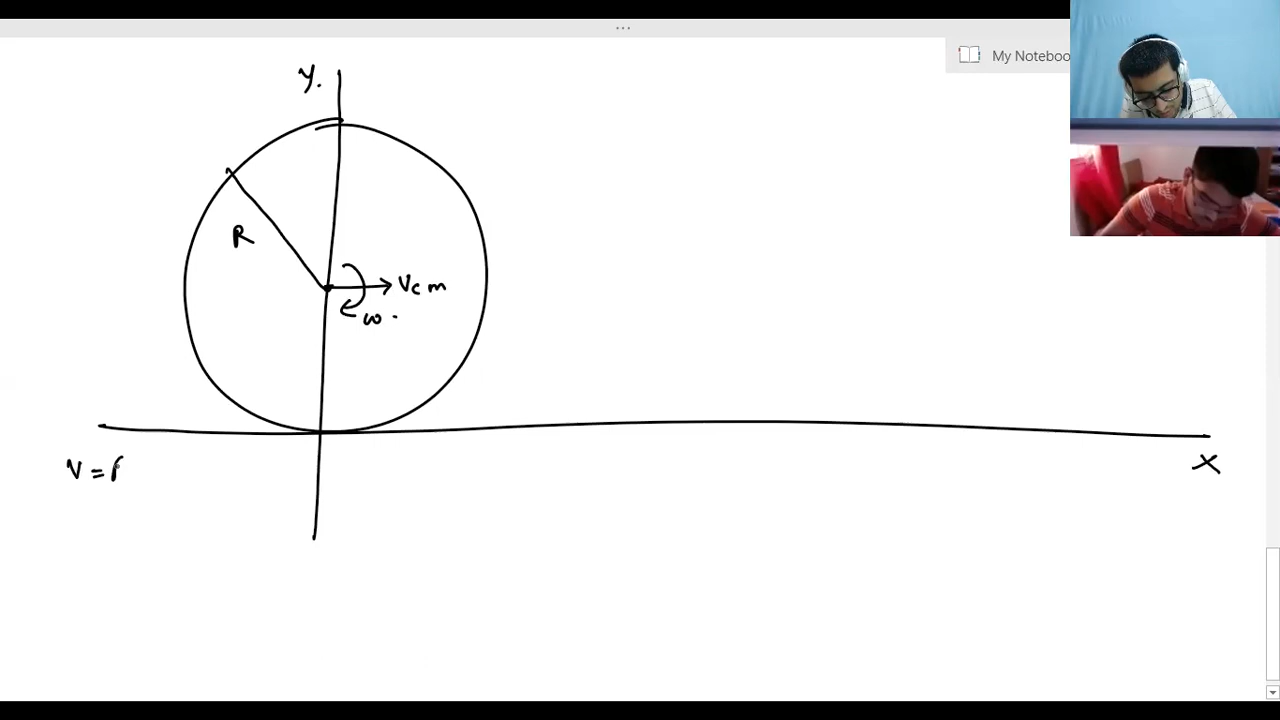 My Noteboo
Y.
R
Vcm
ω.
X
V =